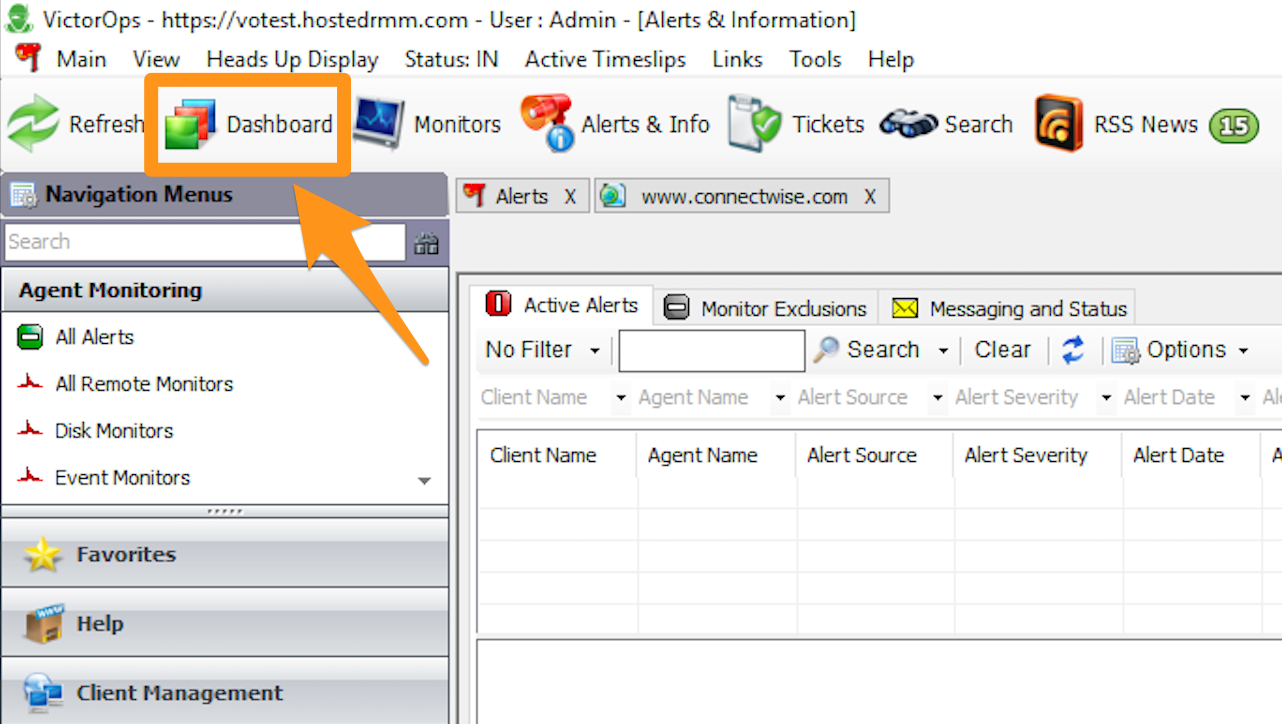 VictorOps - https://votest.hostedrmm.com - User : Admin - [Alerts & Information]
Main View Heads Up Display Status: IN Active Timeslips Links Tools Help
Refresh Dashboard Monitors Alerts & Info Tickets Search RSS News 15
Navigation Menus
Alerts X www.connectwise.com X
Search
Agent Monitoring
All Alerts
All Remote Monitors
Disk Monitors
Event Monitors
Favorites
Help
Client Management
Active Alerts Monitor Exclusions Messaging and Status
No Filter Search Clear Options
Client Name Agent Name Alert Source Alert Severity Alert Date
Client Name Agent Name Alert Source Alert Severity Alert Date